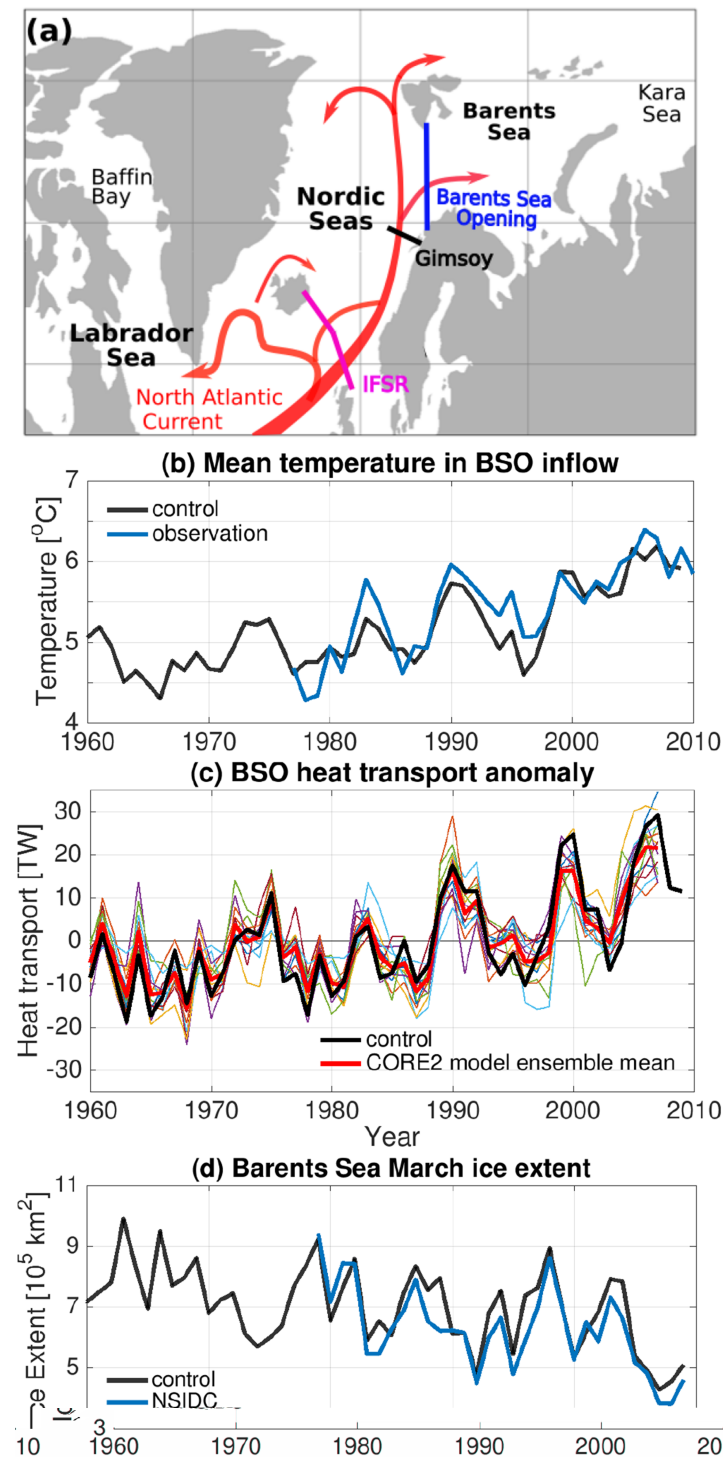 (a)
Kara
Sea
Barents
Sea
Baffin
Bay
Nordic
Seas
Barents Sea
Opening
Gimsoy
Labrador
Sea
IFSR
North Atlantic
Current
(b) Mean temperature in BSO inflow
7
control
observation
6
Temperature [°C]
5
4
1960 1970 1980 1990 2000 2010
(c) BSO heat transport anomaly
30
20
10
Heat transport [TW]
0
-10
-20
control
-30
CORE2 model ensemble mean
1960 1970 1980 1990 2000 2010
Year
(d) Barents Sea March ice extent
11
9
Extent [10⁵ km²]
7
5
control
NSIDC
3
10 1960 1970 1980 1990 2000 20